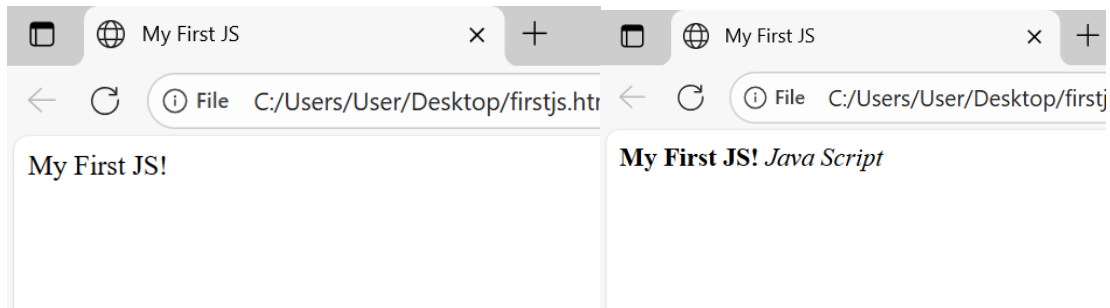 My First JS
File C:/Users/User/Desktop/firstjs.htm
My First JS!
My First JS
File C:/Users/User/Desktop/firstj
My First JS! Java Script